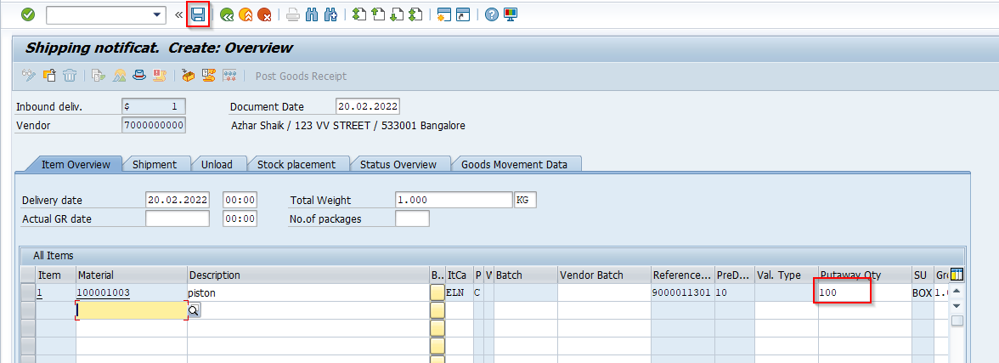 «
Shipping notificat. Create: Overview
Post Goods Receipt
Inbound deliv. $ 1 Document Date 20.02.2022
Vendor 7000000000 Azhar Shaik / 123 VV STREET / 533001 Bangalore
Item Overview Shipment Unload Stock placement Status Overview Goods Movement Data
Delivery date 20.02.2022 00:00 Total Weight 1.000 KG
Actual GR date 00:00 No.of packages
All Items
Item Material Description B.. ItCa P W Batch Vendor Batch Reference... PreD... Val. Type Putaway Qty SU Gro
1 100001003 piston ELN C 9000011301 10 100 BOX 1.0